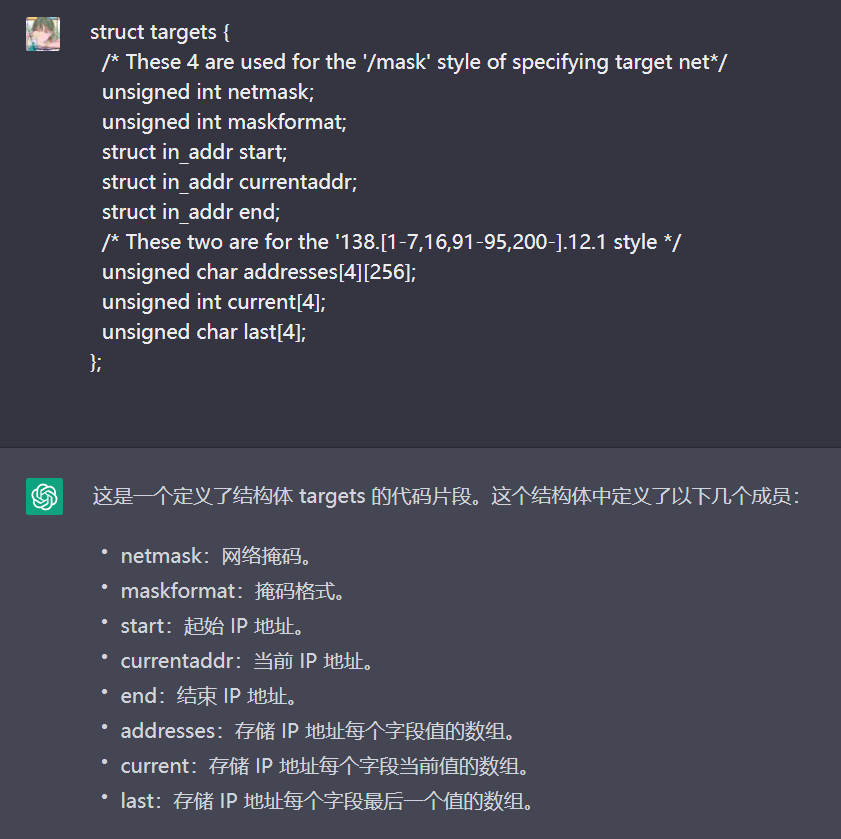 struct targets {
/* These 4 are used for the '/mask' style of specifying target net*/
unsigned int netmask;
unsigned int maskformat;
struct in_addr start;
struct in_addr currentaddr;
struct in_addr end;
/* These two are for the '138.[1-7,16,91-95,200-].12.1 style */
unsigned char addresses[4][256];
unsigned int current[4];
unsigned char last[4];
};
这是一个定义了结构体 targets 的代码片段。这个结构体中定义了以下几个成员：
• netmask：网络掩码。
• maskformat：掩码格式。
• start：起始 IP 地址。
• currentaddr：当前 IP 地址。
• end：结束 IP 地址。
• addresses：存储 IP 地址每个字段值的数组。
• current：存储 IP 地址每个字段当前值的数组。
• last：存储 IP 地址每个字段最后一个值的数组。